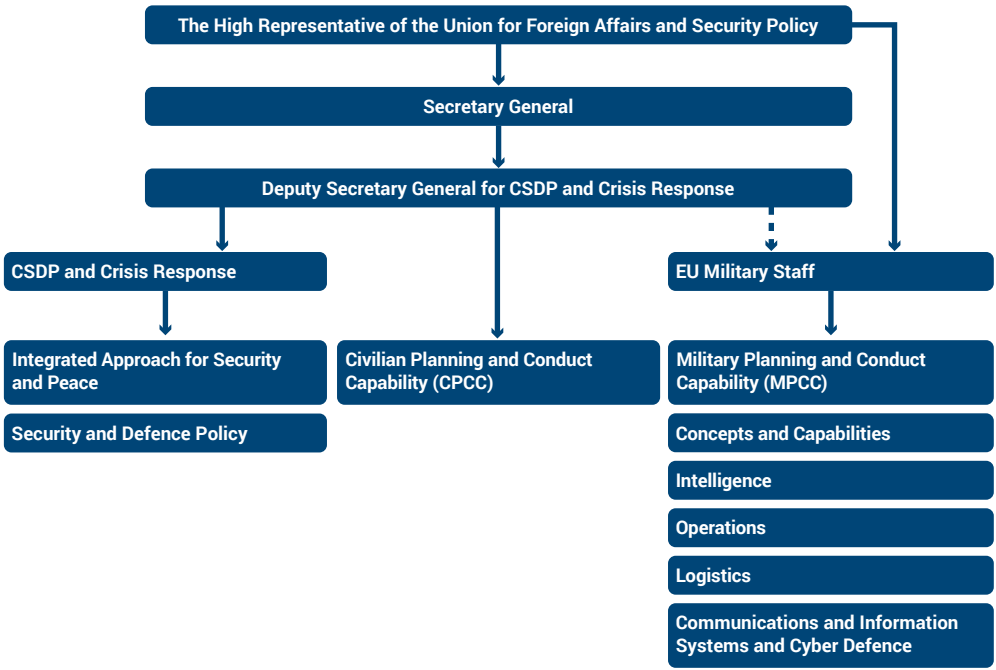 The High Representative of the Union for Foreign Affairs and Security Policy
Secretary General
Deputy Secretary General for CSDP and Crisis Response
CSDP and Crisis Response
EU Military Staff
Integrated Approach for Security
and Peace
Civilian Planning and Conduct
Capability (CPCC)
Military Planning and Conduct
Capability (MPCC)
Security and Defence Policy
Concepts and Capabilities
Intelligence
Operations
Logistics
Communications and Information
Systems and Cyber Defence